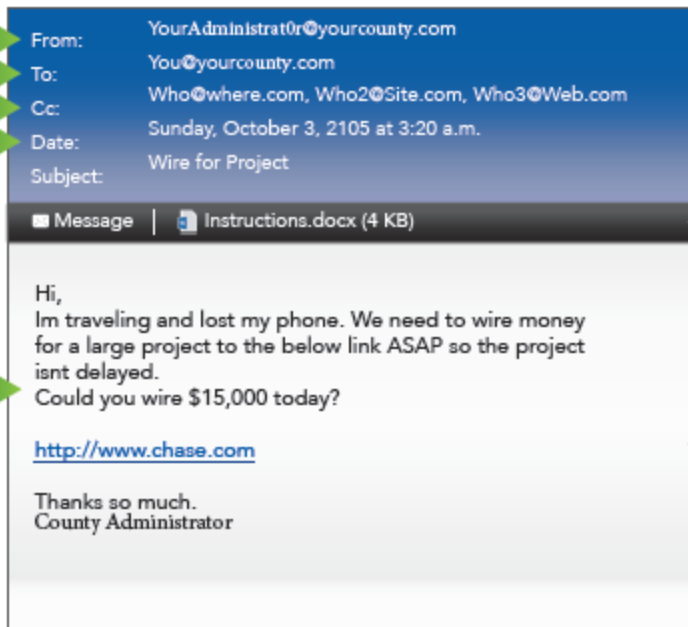 From: YourAdministrat0r@yourcounty.com
To: You@yourcounty.com
Cc: Who@where.com, Who2@Site.com, Who3@Web.com
Date: Sunday, October 3, 2105 at 3:20 a.m.
Subject: Wire for Project
Message | Instructions.docx (4 KB)
Hi,
Im traveling and lost my phone. We need to wire money
for a large project to the below link ASAP so the project
isnt delayed.
Could you wire $15,000 today?
http://www.chase.com
Thanks so much.
County Administrator